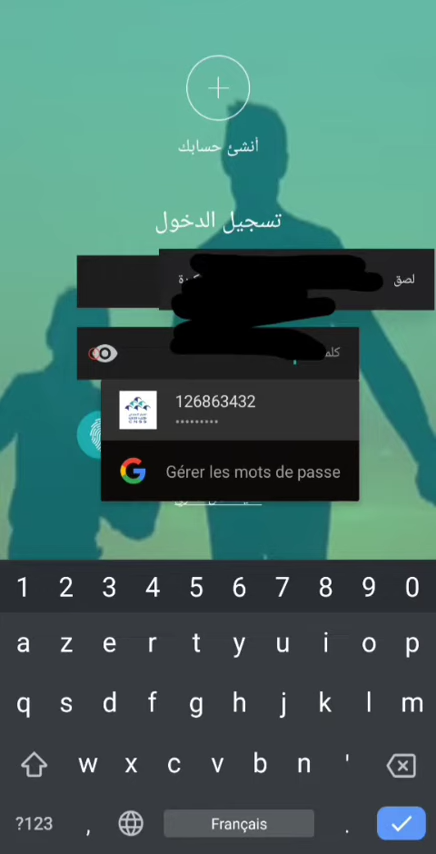 أنشئ حسابك
تسجيل الدخول
لصق
126863432
•••••••••
Gérer les mots de passe
1 2 3 4 5 6 7 8 9 0
a z e r t y u i o p
q s d f g h j k l m
w x c v b n '
?123 , Français .